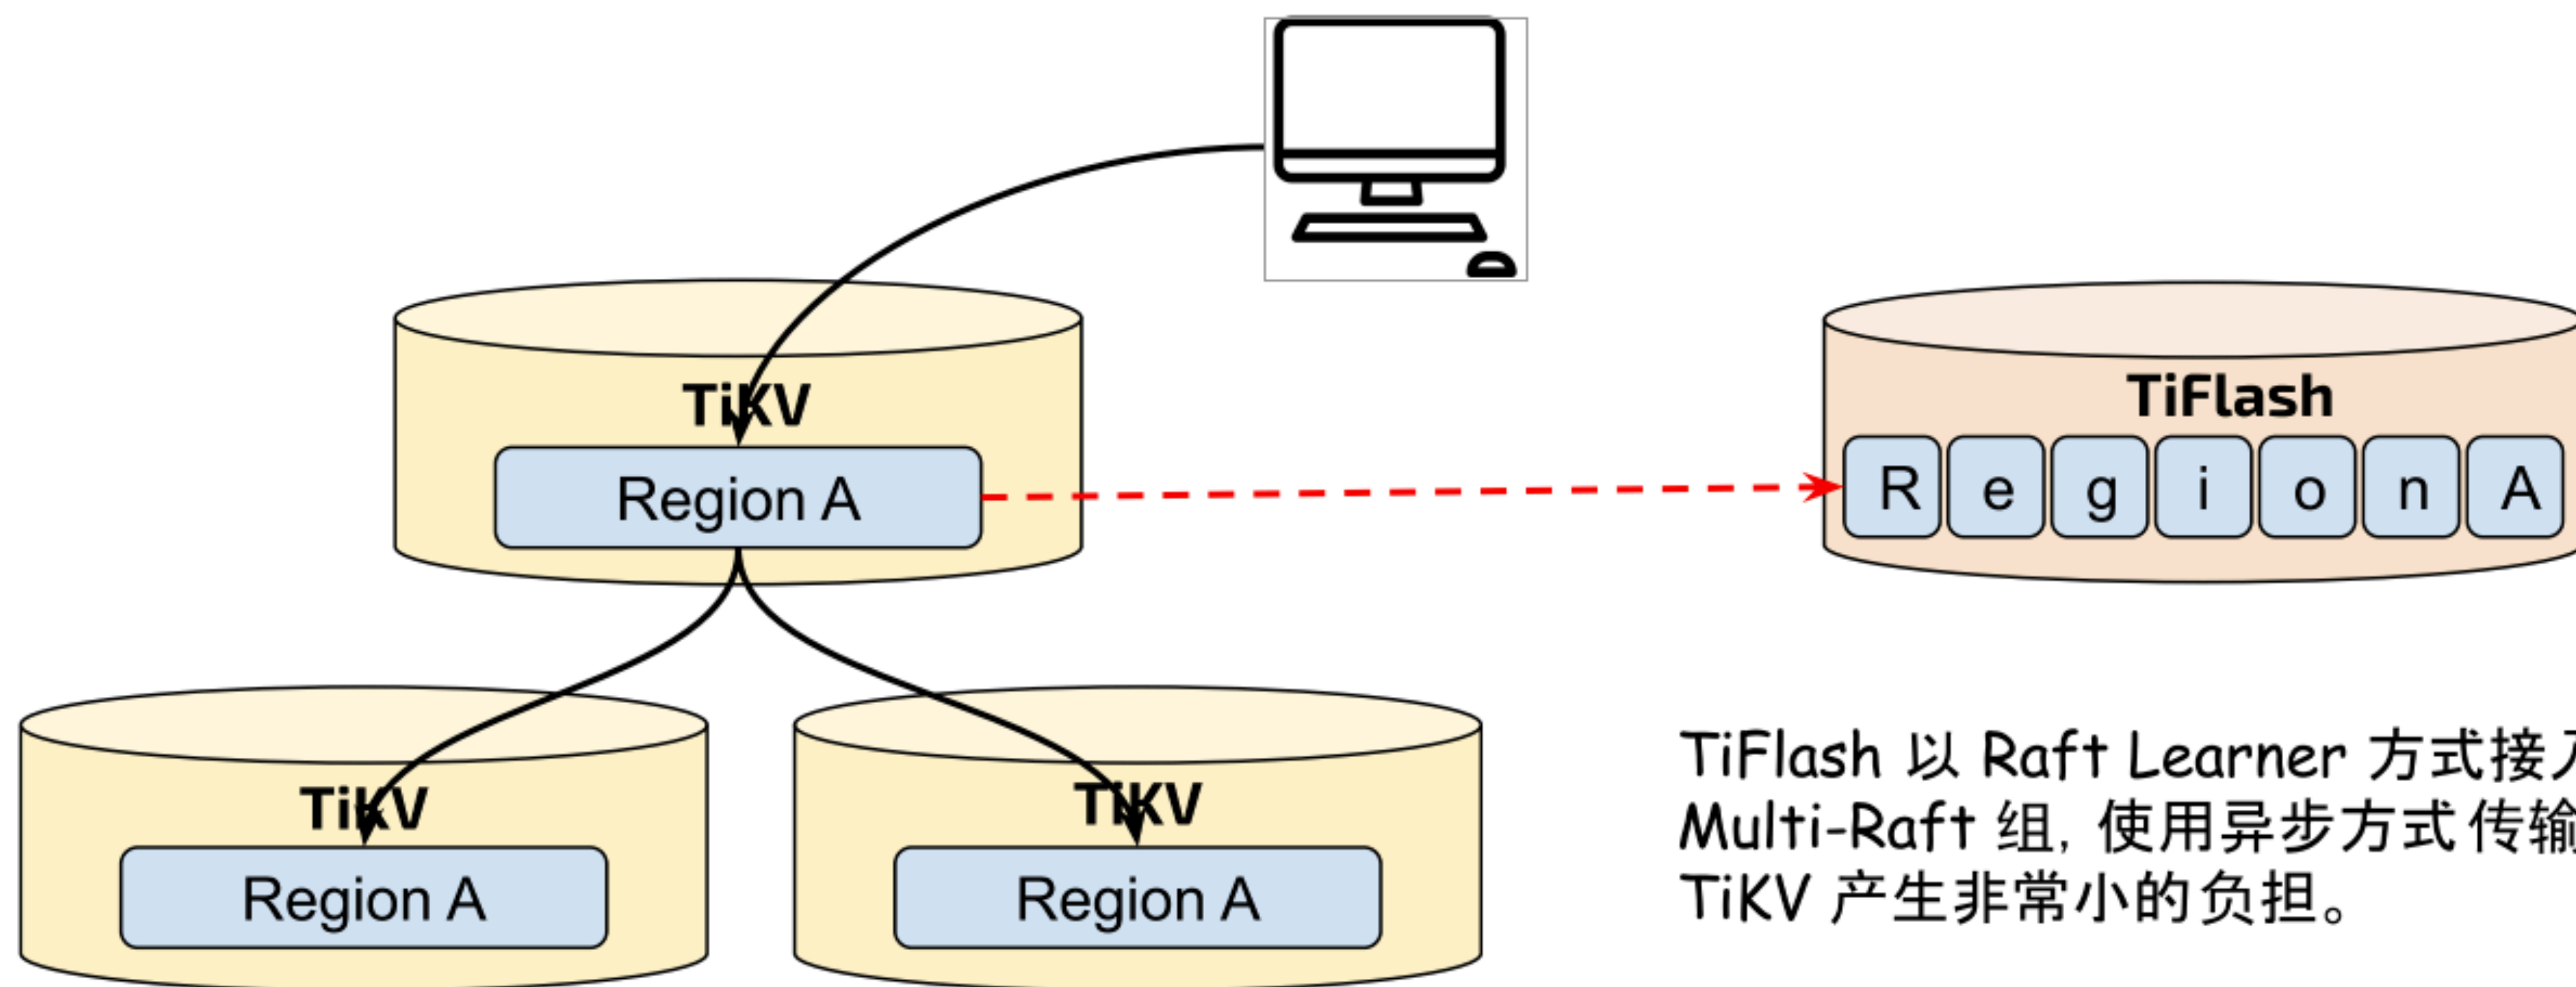 TiKV
Region A
TiFlash
R e g i o n A
TiKV
Region A
TiKV
Region A
TiFlash 以 Raft Learner 方式接
Multi-Raft 组, 使用异步方式传输
TiKV 产生非常小的负担。